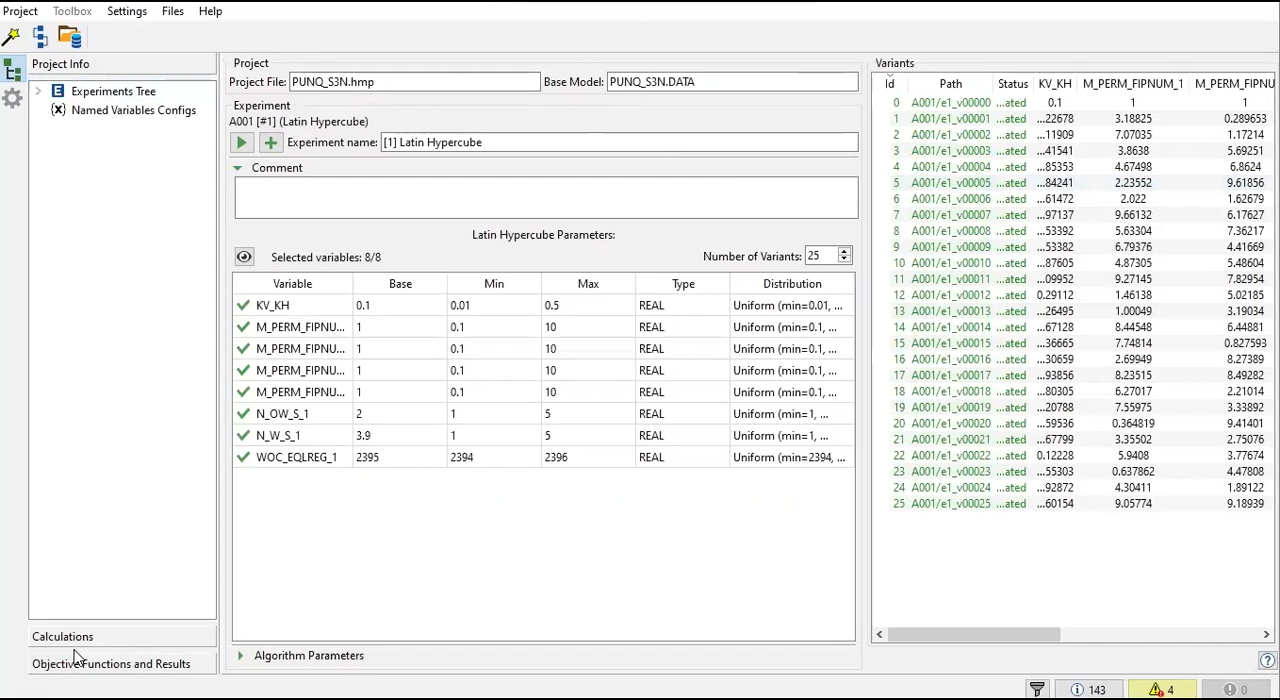 Project Toolbox Settings Files Help
Project Info
Experiments Tree
Named Variables Configs
Calculations
Objective Functions and Results
Project
Project File: PUNQ_S3N.hmp Base Model: PUNQ_S3N.DATA
Experiment
A001 [#1] (Latin Hypercube)
Experiment name: [1] Latin Hypercube
Comment
Latin Hypercube Parameters:
Selected variables: 8/8 Number of Variants: 25
Variable Base Min Max Type Distribution
KV_KH 0.1 0.01 0.5 REAL Uniform (min=0.01, ...
M_PERM_FIPNU... 1 0.1 10 REAL Uniform (min=0.1, ...
M_PERM_FIPNU... 1 0.1 10 REAL Uniform (min=0.1, ...
M_PERM_FIPNU... 1 0.1 10 REAL Uniform (min=0.1, ...
M_PERM_FIPNU... 1 0.1 10 REAL Uniform (min=0.1, ...
N_OW_S_1 2 1 5 REAL Uniform (min=1, ...
N_W_S_1 3.9 1 5 REAL Uniform (min=1, ...
WOC_EQLREG_1 2395 2394 2396 REAL Uniform (min=2394, ...
Algorithm Parameters
Variants
Id Path Status KV_KH M_PERM_FIPNUM_1 M_PERM_FIPNU
0 A001/e1_v00000 ...ated 0.1 1 1
1 A001/e1_v00001 ...ated ...22678 3.18825 0.289653
2 A001/e1_v00002 ...ated ...11909 7.07035 1.17214
3 A001/e1_v00003 ...ated ...41541 3.8638 5.69251
4 A001/e1_v00004 ...ated ...85353 4.67498 6.8624
5 A001/e1_v00005 ...ated ...84241 2.23552 9.61856
6 A001/e1_v00006 ...ated ...61472 2.022 1.62679
7 A001/e1_v00007 ...ated ...97137 9.66132 6.17627
8 A001/e1_v00008 ...ated ...53392 5.63304 7.36217
9 A001/e1_v00009 ...ated ...53382 6.79376 4.41669
10 A001/e1_v00010 ...ated ...87605 4.87305 5.48604
11 A001/e1_v00011 ...ated ...09952 9.27145 7.82954
12 A001/e1_v00012 ...ated 0.29112 1.46138 5.02185
13 A001/e1_v00013 ...ated ...26495 1.00049 3.19034
14 A001/e1_v00014 ...ated ...67128 8.44548 6.44881
15 A001/e1_v00015 ...ated ...36665 7.74814 0.827593
16 A001/e1_v00016 ...ated ...30659 2.69949 8.27389
17 A001/e1_v00017 ...ated ...93856 8.23515 8.49282
18 A001/e1_v00018 ...ated ...80305 6.27017 2.21014
19 A001/e1_v00019 ...ated ...20788 7.55975 3.33892
20 A001/e1_v00020 ...ated ...59536 0.364819 9.41401
21 A001/e1_v00021 ...ated ...67799 3.35502 2.75076
22 A001/e1_v00022 ...ated 0.12228 5.9408 3.77674
23 A001/e1_v00023 ...ated ...55303 0.637862 4.47808
24 A001/e1_v00024 ...ated ...92872 4.30411 1.89122
25 A001/e1_v00025 ...ated ...60154 9.05774 9.18939
143 4 0